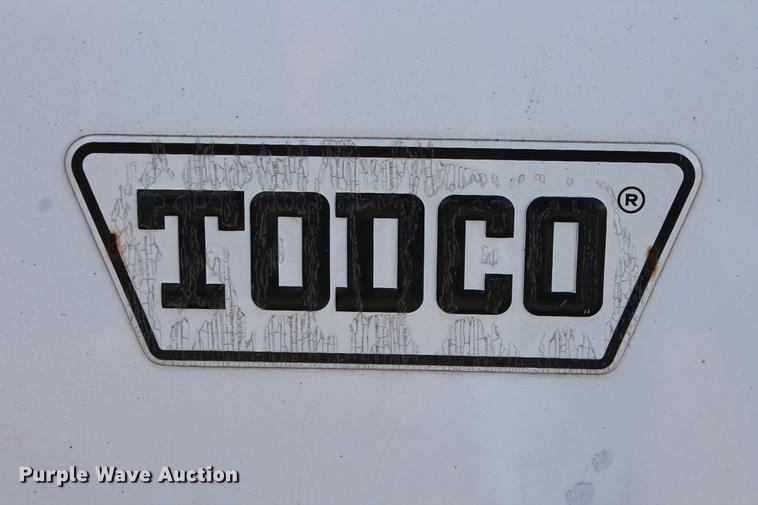 TODCO ®
Purple Wave Auction